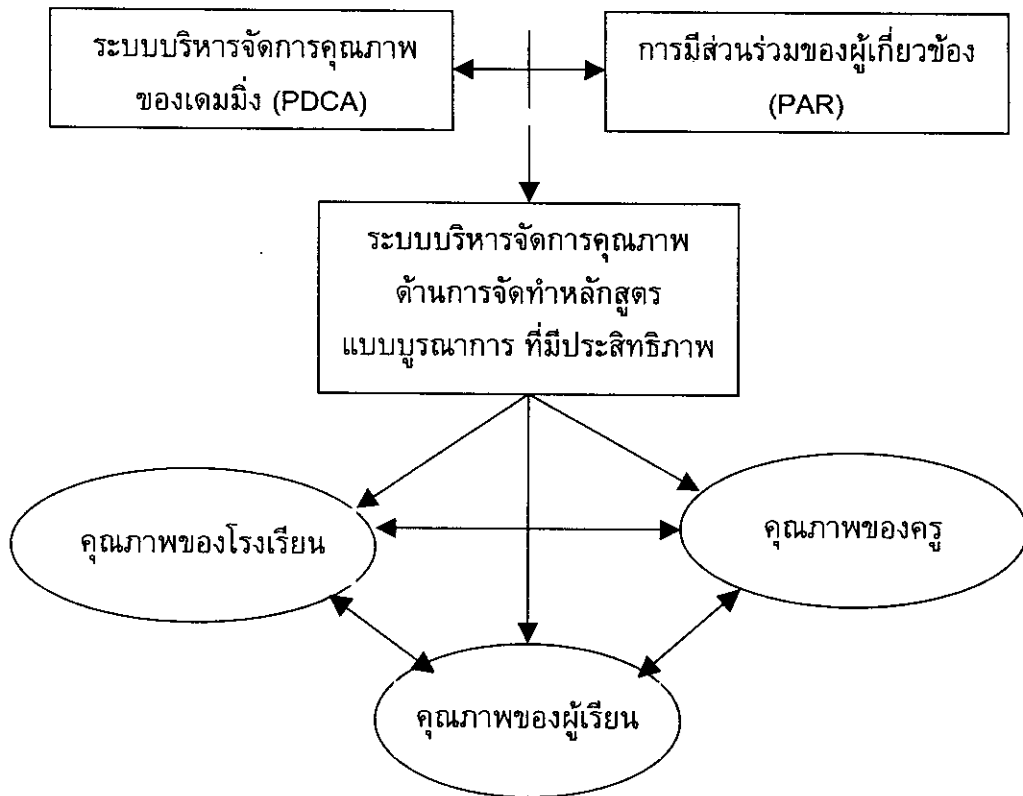 ระบบบริหารจัดการคุณภาพ
ของเดมมิ่ง (PDCA)
การมีส่วนร่วมของผู้เกี่ยวข้อง
(PAR)
ระบบบริหารจัดการคุณภาพ
ด้านการจัดทำหลักสูตร
แบบบูรณาการ ที่มีประสิทธิภาพ
คุณภาพของโรงเรียน
คุณภาพของครู
คุณภาพของผู้เรียน